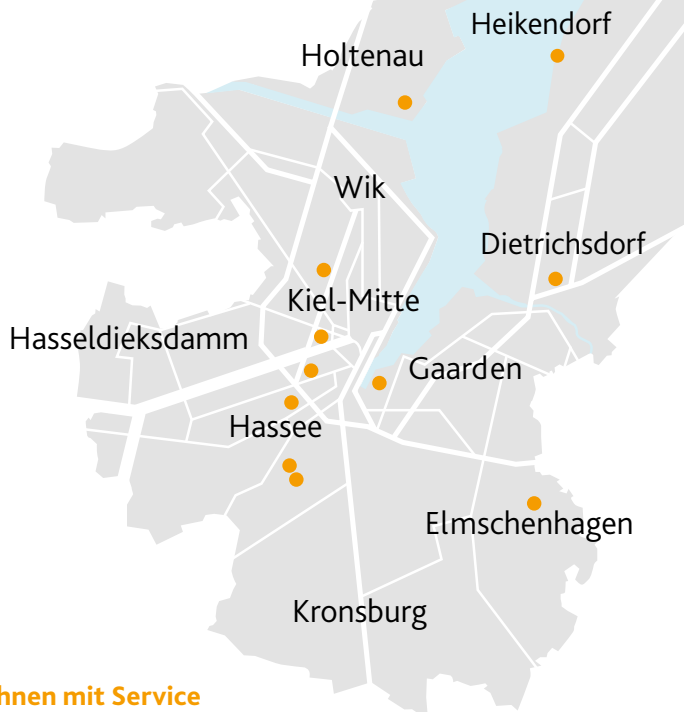 Heikendorf
Holtenau
Wik
Dietrichsdorf
Kiel-Mitte
Hasseldieksdamm
Gaarden
Hassee
Elmschenhagen
Kronsburg
hnen mit Service